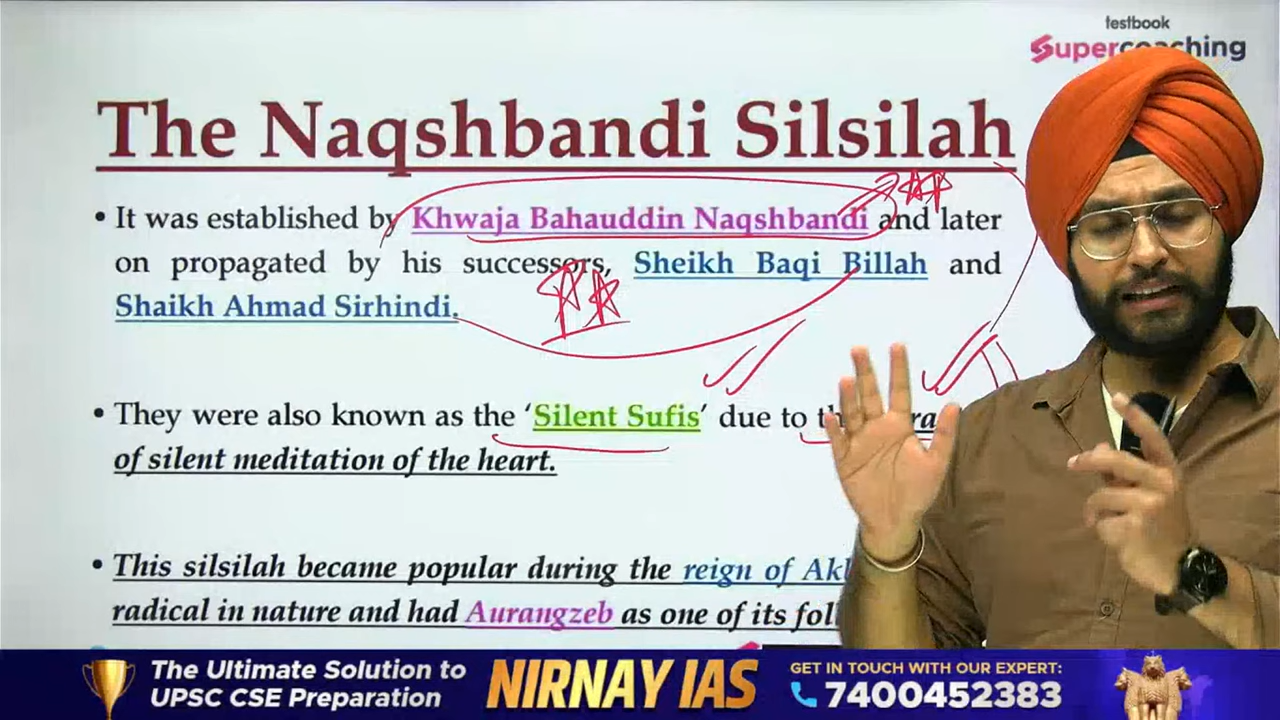 testbook
Supercoaching
The Naqshbandi Silsilah
• It was established by Khwaja Bahauddin Naqshbandi and later
on propagated by his successors, Sheikh Baqi Billah and
Shaikh Ahmad Sirhindi.
• They were also known as the ‘Silent Sufis’ due to
of silent meditation of the heart.
• This silsilah became popular during the reign of
radical in nature and had Aurangzeb as one of its
The Ultimate Solution to
UPSC CSE Preparation
NIRNAY IAS
GET IN TOUCH WITH OUR EXPERT:
7400452383